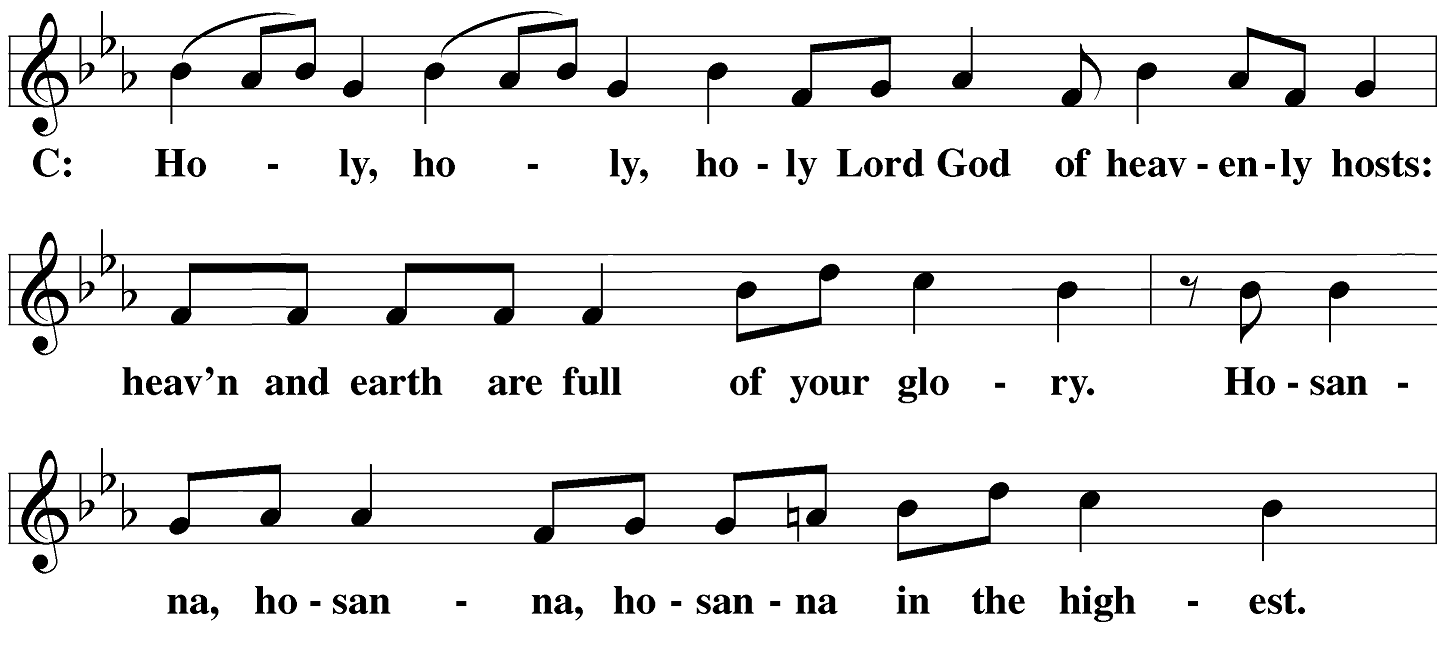 C: Ho - ly, ho - ly, ho - ly Lord God of heav - en - ly hosts:
heav’n and earth are full of your glo - ry. Ho - san -
na, ho - san - na, ho - san - na in the high - est.